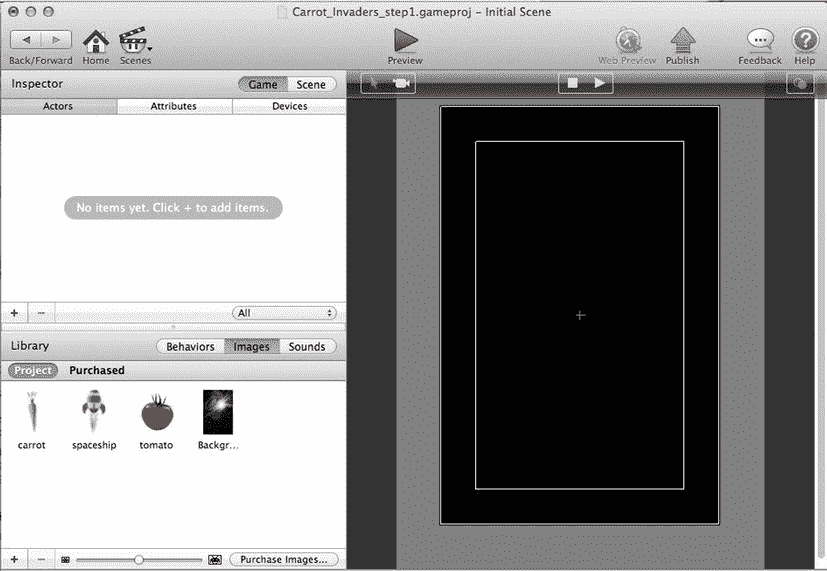 Carrot_Invaders_step1.gameproj - Initial Scene
Back/Forward Home Scenes Preview Web Preview Publish Feedback Help
Inspector Game Scene
Actors Attributes Devices
No items yet. Click + to add items.
+ - All
Library Behaviors Images Sounds
Project Purchased
carrot spaceship tomato Backgr...
+ - Purchase Images...